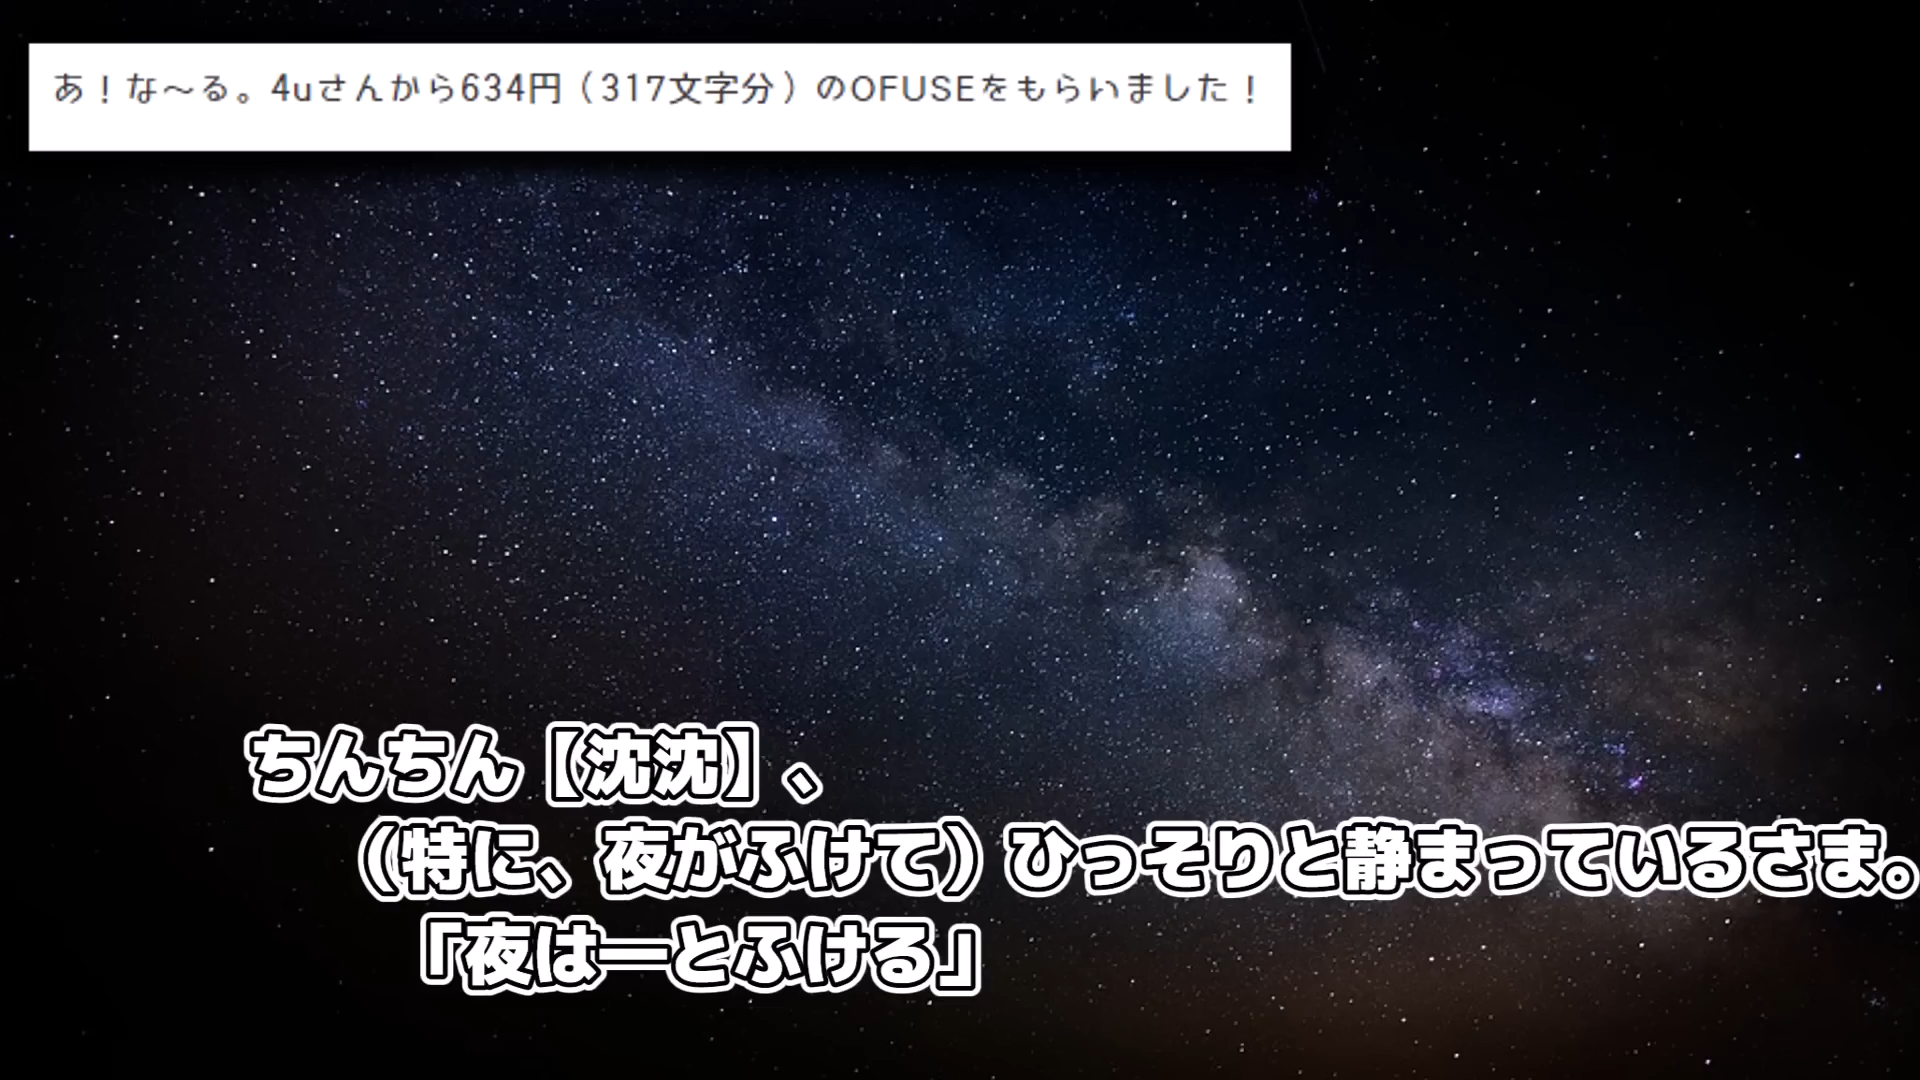 あ！な～る。4uさんから634円（317文字分）のOFUSEをもらいました！
ちんちん【沈沈】、
（特に、夜がふけて）ひっそりと静まっているさま。
「夜は―とふける」